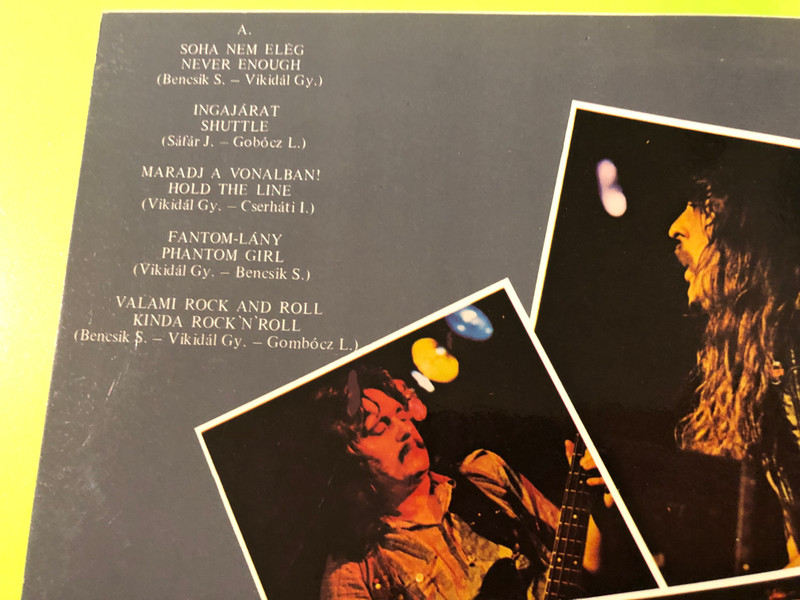 A.
SOHA NEM ELÉG
NEVER ENOUGH
(Bencsik S. – Vikidál Gy.)
INGAJÁRAT
SHUTTLE
(Sáfár J. – Gobócz L.)
MARADJ A VONALBAN!
HOLD THE LINE
(Vikidál Gy. – Cserháti I.)
FANTOM-LÁNY
PHANTOM GIRL
(Vikidál Gy. – Bencsik S.)
VALAMI ROCK AND ROLL
KINDA ROCK'N'ROLL
(Bencsik S. – Vikidál Gy. – Gombócz L.)